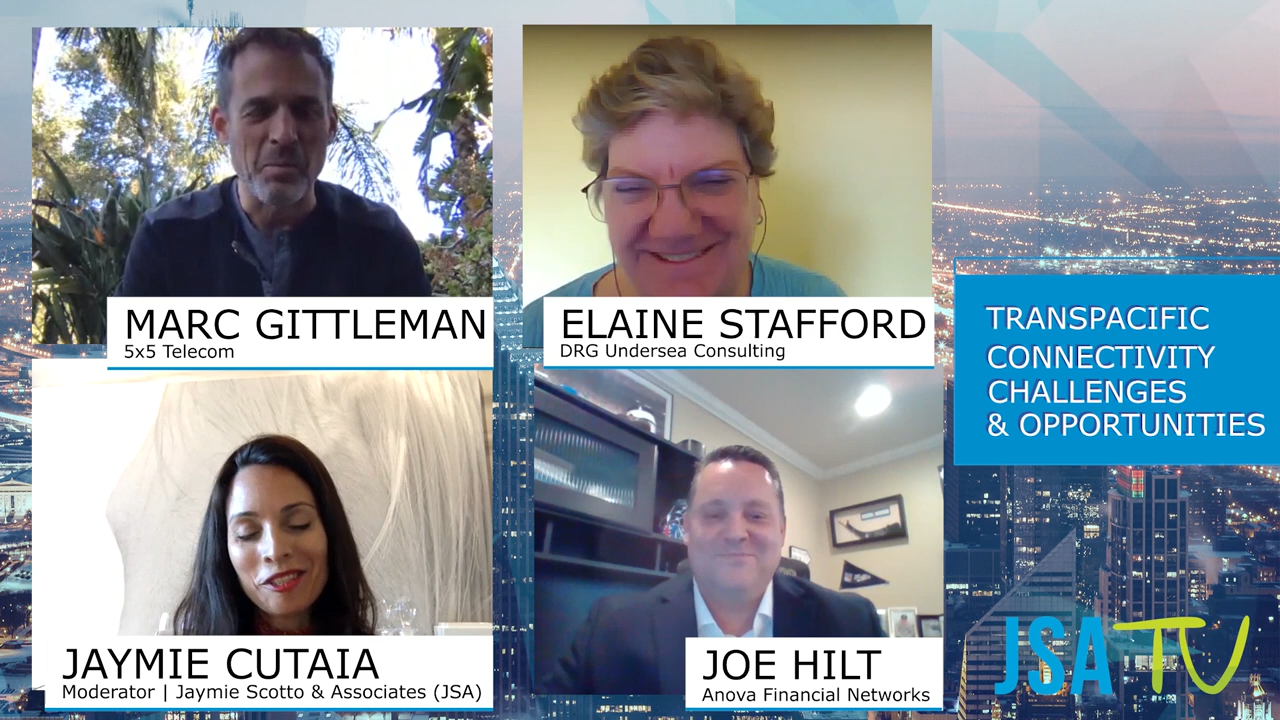 MARC GITTLEMAN
5x5 Telecom
ELAINE STAFFORD
DRG Undersea Consulting
TRANSPACIFIC
CONNECTIVITY
CHALLENGES
& OPPORTUNITIES
JAYMIE CUTAIA
Moderator | Jaymie Scotto & Associates (JSA)
JOE HILT
Anova Financial Networks
JSA TV